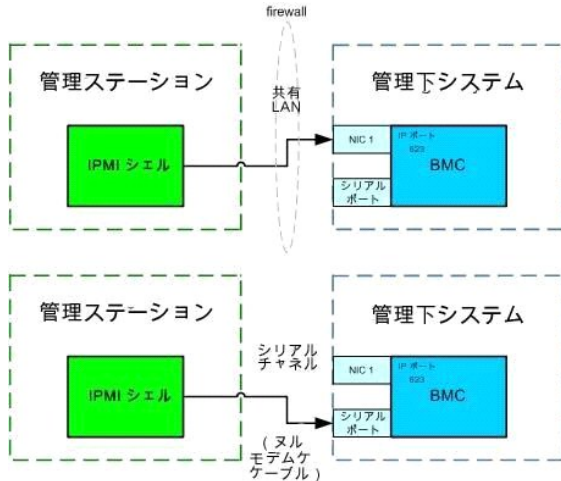 firewall
管理ステーション
共有
LAN
管理下システム
IPMI シェル
NIC 1
IP ポート
623
BMC
シリアル
ポート
管理ステーション
管理下システム
シリアル
チャネル
IPMI シェル
NIC 1
IP ポート
623
BMC
シリアル
ポート
( ヌル
モデムケ
ケーブル )